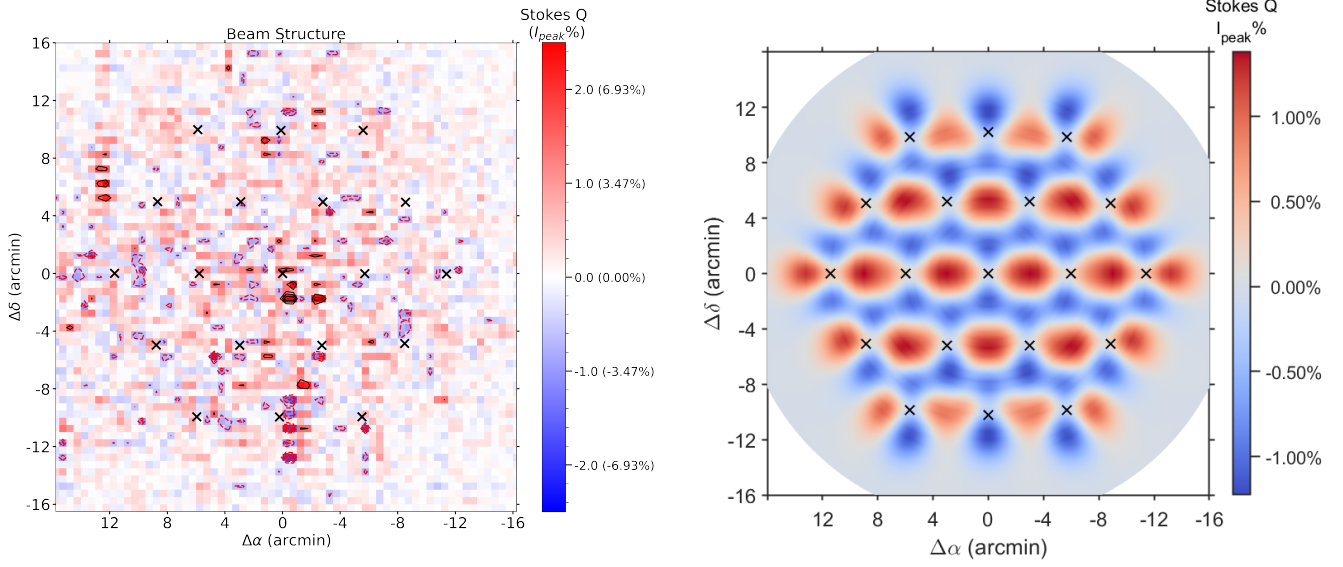 Stokes Q
(Ipeak%)
Beam Structure
16
12
8
4
0
-4
-8
-12
-16
12 8 4 0 -4 -8 -12 -16
Δα (arcmin)
Δδ (arcmin)
2.0 (6.93%)
1.0 (3.47%)
0.0 (0.00%)
-1.0 (-3.47%)
-2.0 (-6.93%)
Stokes Q
Ipeak%
12
8
4
0
-4
-8
-12
-16
12 8 4 0 -4 -8 -12 -16
Δα (arcmin)
Δδ (arcmin)
1.00%
0.50%
0.00%
-0.50%
-1.00%